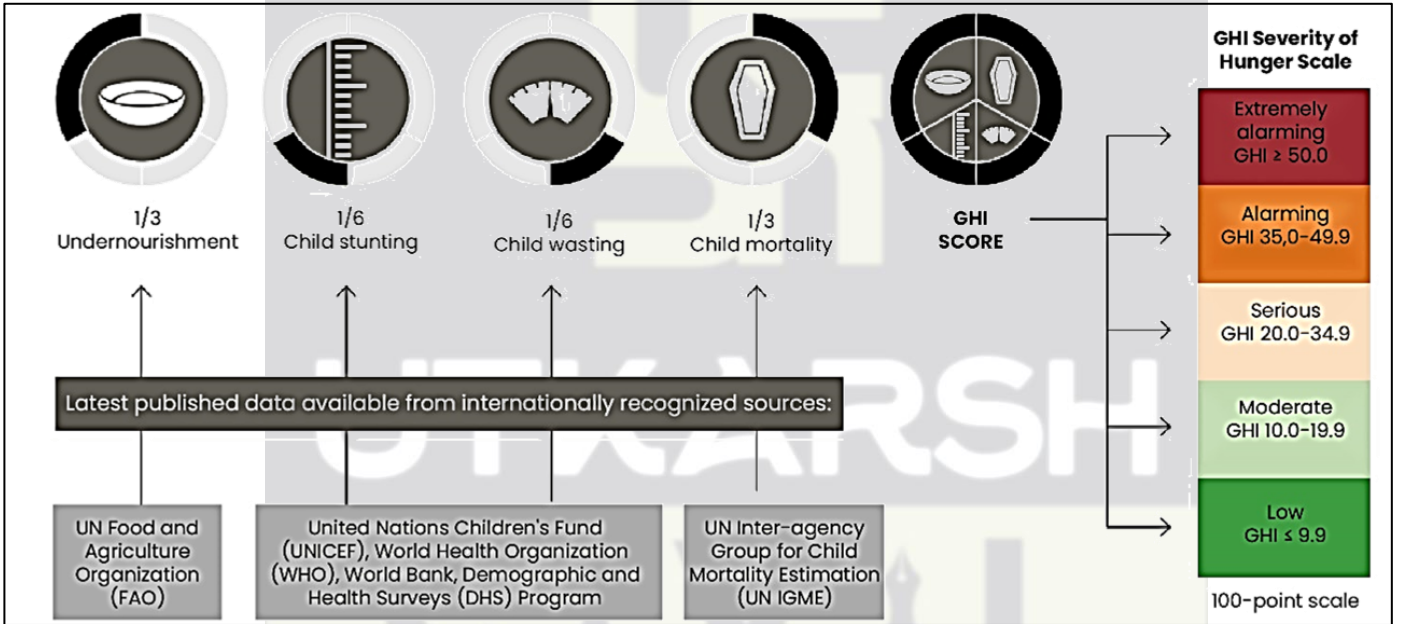 1/3
Undernourishment
1/6
Child stunting
1/6
Child wasting
1/3
Child mortality
GHI
SCORE
GHI Severity of
Hunger Scale
Extremely
alarming
GHI ≥ 50.0
Alarming
GHI 35,0-49.9
Serious
GHI 20.0-34.9
Moderate
GHI 10.0-19.9
Low
GHI ≤ 9.9
100-point scale
Latest published data available from internationally recognized sources:
UN Food and
Agriculture
Organization
(FAO)
United Nations Children's Fund
(UNICEF), World Health Organization
(WHO), World Bank, Demographic and
Health Surveys (DHS) Program
UN Inter-agency
Group for Child
Mortality Estimation
(UN IGME)
UTKARSH